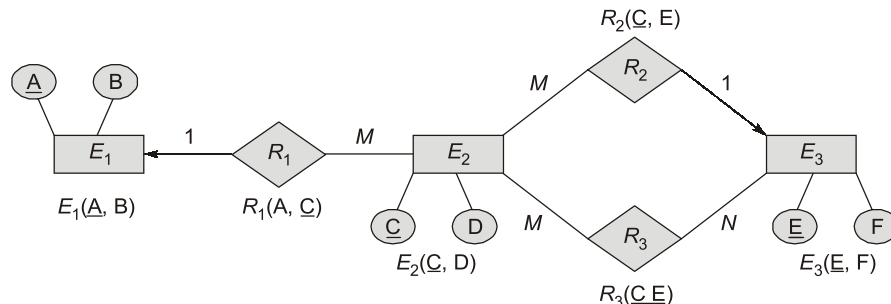 R2(C, E)
A
B
M
R2
1
E1
1
R1
M
E2
E3
E1(A, B)
R1(A, C)
C
D
M
R3
N
E
F
E2(C, D)
E3(E, F)
R3(C E)